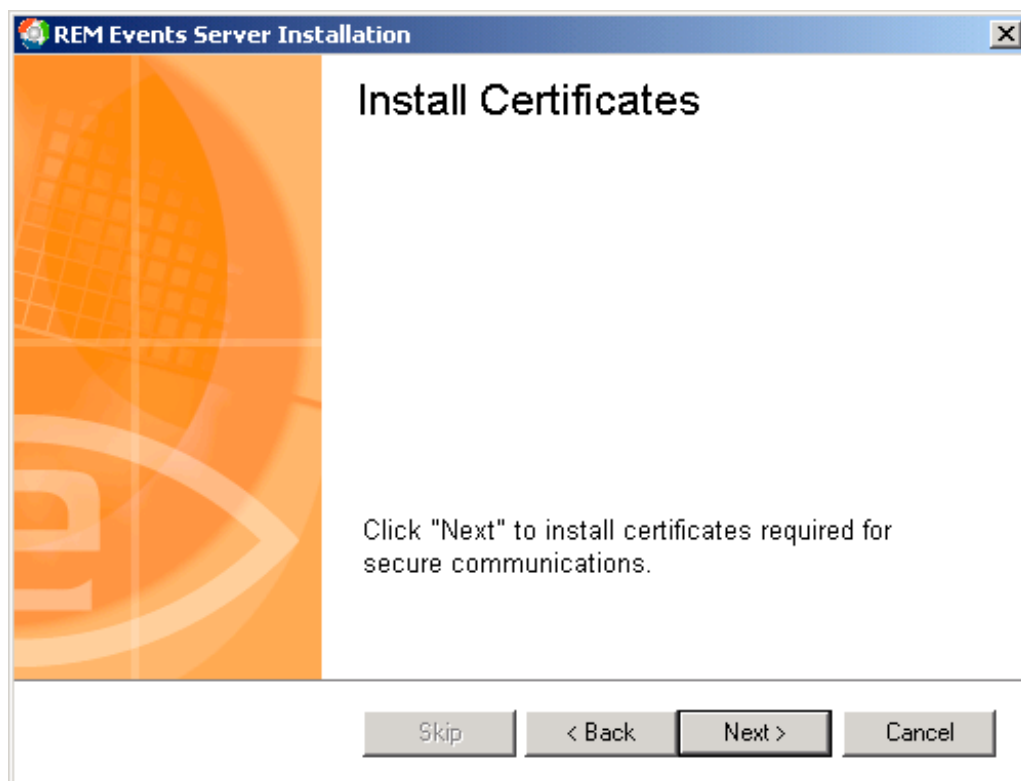 REM Events Server Installation
Install Certificates
Click "Next" to install certificates required for
secure communications.
Skip
< Back
Next >
Cancel